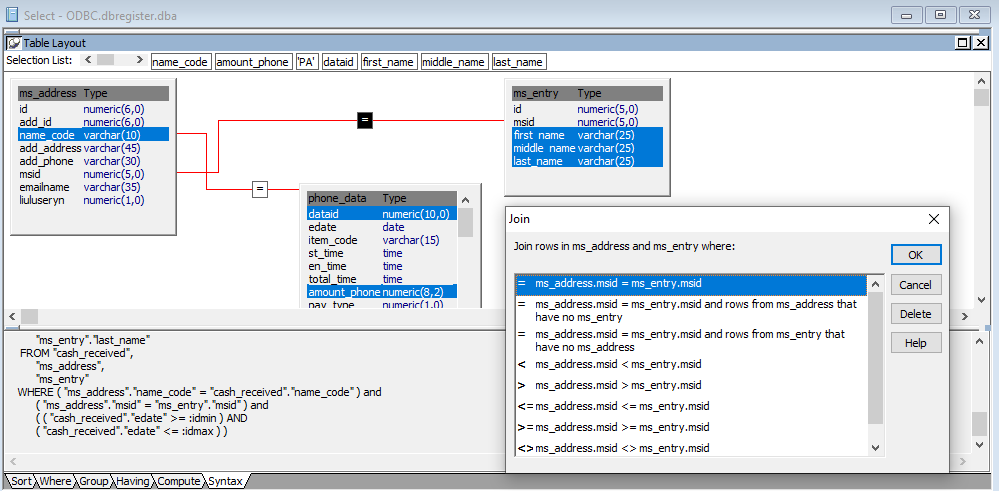 Select - ODBC.dbregister.dba
Table Layout
Selection List: name_code amount_phone 'PA' dataid first_name middle_name last_name
ms_address Type
id numeric(6,0)
add_id numeric(6,0)
name_code varchar(10)
add_address varchar(45)
add_phone varchar(30)
msid numeric(5,0)
emailname varchar(35)
liuluseryn numeric(1,0)
=
ms_entry Type
id numeric(5,0)
msid numeric(5,0)
first_name varchar(25)
middle_name varchar(25)
last_name varchar(25)
=
phone_data Type
dataid numeric(10,0)
edate date
item_code varchar(15)
st_time time
en_time time
total_time time
amount_phone numeric(8,2)
pay_type numeric(1,0)
"ms_entry"."last_name"
FROM "cash_received",
"ms_address",
"ms_entry"
WHERE ( "ms_address"."name_code" = "cash_received"."name_code" ) and
( "ms_address"."msid" = "ms_entry"."msid" ) and
( ( "cash_received"."edate" >= :idmin ) AND
( "cash_received"."edate" <= :idmax ) )
Sort Where Group Having Compute Syntax
Join
Join rows in ms_address and ms_entry where:
= ms_address.msid = ms_entry.msid
= ms_address.msid = ms_entry.msid and rows from ms_address that
have no ms_entry
= ms_address.msid = ms_entry.msid and rows from ms_entry that
have no ms_address
< ms_address.msid < ms_entry.msid
> ms_address.msid > ms_entry.msid
<= ms_address.msid <= ms_entry.msid
>= ms_address.msid >= ms_entry.msid
<> ms_address.msid <> ms_entry.msid
OK
Cancel
Delete
Help